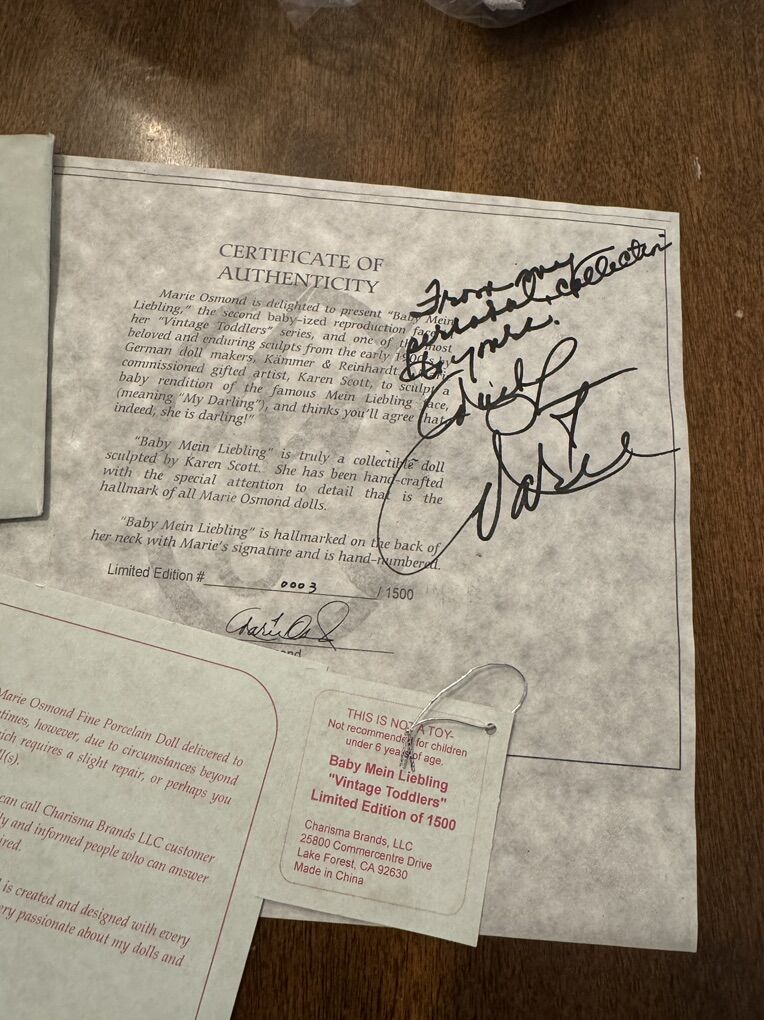 CERTIFICATE OF
AUTHENTICITY
Marie Osmond is delighted to present "Baby Mein
Liebling," the second baby-ized reproduction face
her "Vintage Toddlers" series, and one of the most
beloved and enduring sculpts from the early 1900s
German doll makers, Kämmer & Reinhardt
commissioned gifted artist, Karen Scott, to sculpt a
baby rendition of the famous Mein Liebling face,
(meaning "My Darling"), and thinks you'll agree that,
indeed, she is darling!"
"Baby Mein Liebling" is truly a collectible doll
sculpted by Karen Scott. She has been hand-crafted
with the special attention to detail that is the
hallmark of all Marie Osmond dolls.
"Baby Mein Liebling" is hallmarked on the back of
her neck with Marie's signature and is hand-numbered.
Limited Edition # 0003 / 1500
From my
personal collection
to yours.
Marie Osmond Fine Porcelain Doll delivered to
times, however, due to circumstances beyond
which requires a slight repair, or perhaps you
can call Charisma Brands LLC customer
and informed people who can answer
is created and designed with every
very passionate about my dolls and
THIS IS NOT A TOY-
Not recommended for children
under 6 years of age.
Baby Mein Liebling
"Vintage Toddlers"
Limited Edition of 1500
Charisma Brands, LLC
25800 Commercentre Drive
Lake Forest, CA 92630
Made in China